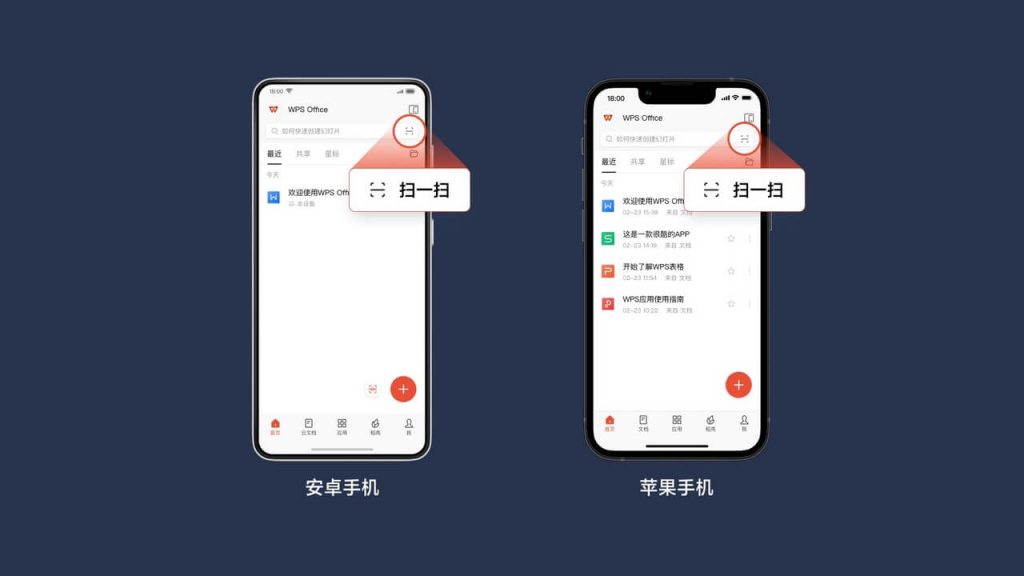 18:00
WPS Office
如何快速创建幻灯片
最近 共享 星标
今天
欢迎使用WPS Offi
本设备
扫一扫
首页 云文档 应用 稻壳 我
安卓手机
18:00
WPS Office
如何快速创建幻灯片
最近 共享 星标
今天
欢迎使用WPS Offi
02-23 15:38 来自 文档
这是一款很酷的APP
02-23 14:19 来自 文档
开始了解WPS表格
02-23 11:54 来自 文档
WPS应用使用指南
02-23 10:22 来自 文档
扫一扫
首页 文档 应用 稻壳 我
苹果手机